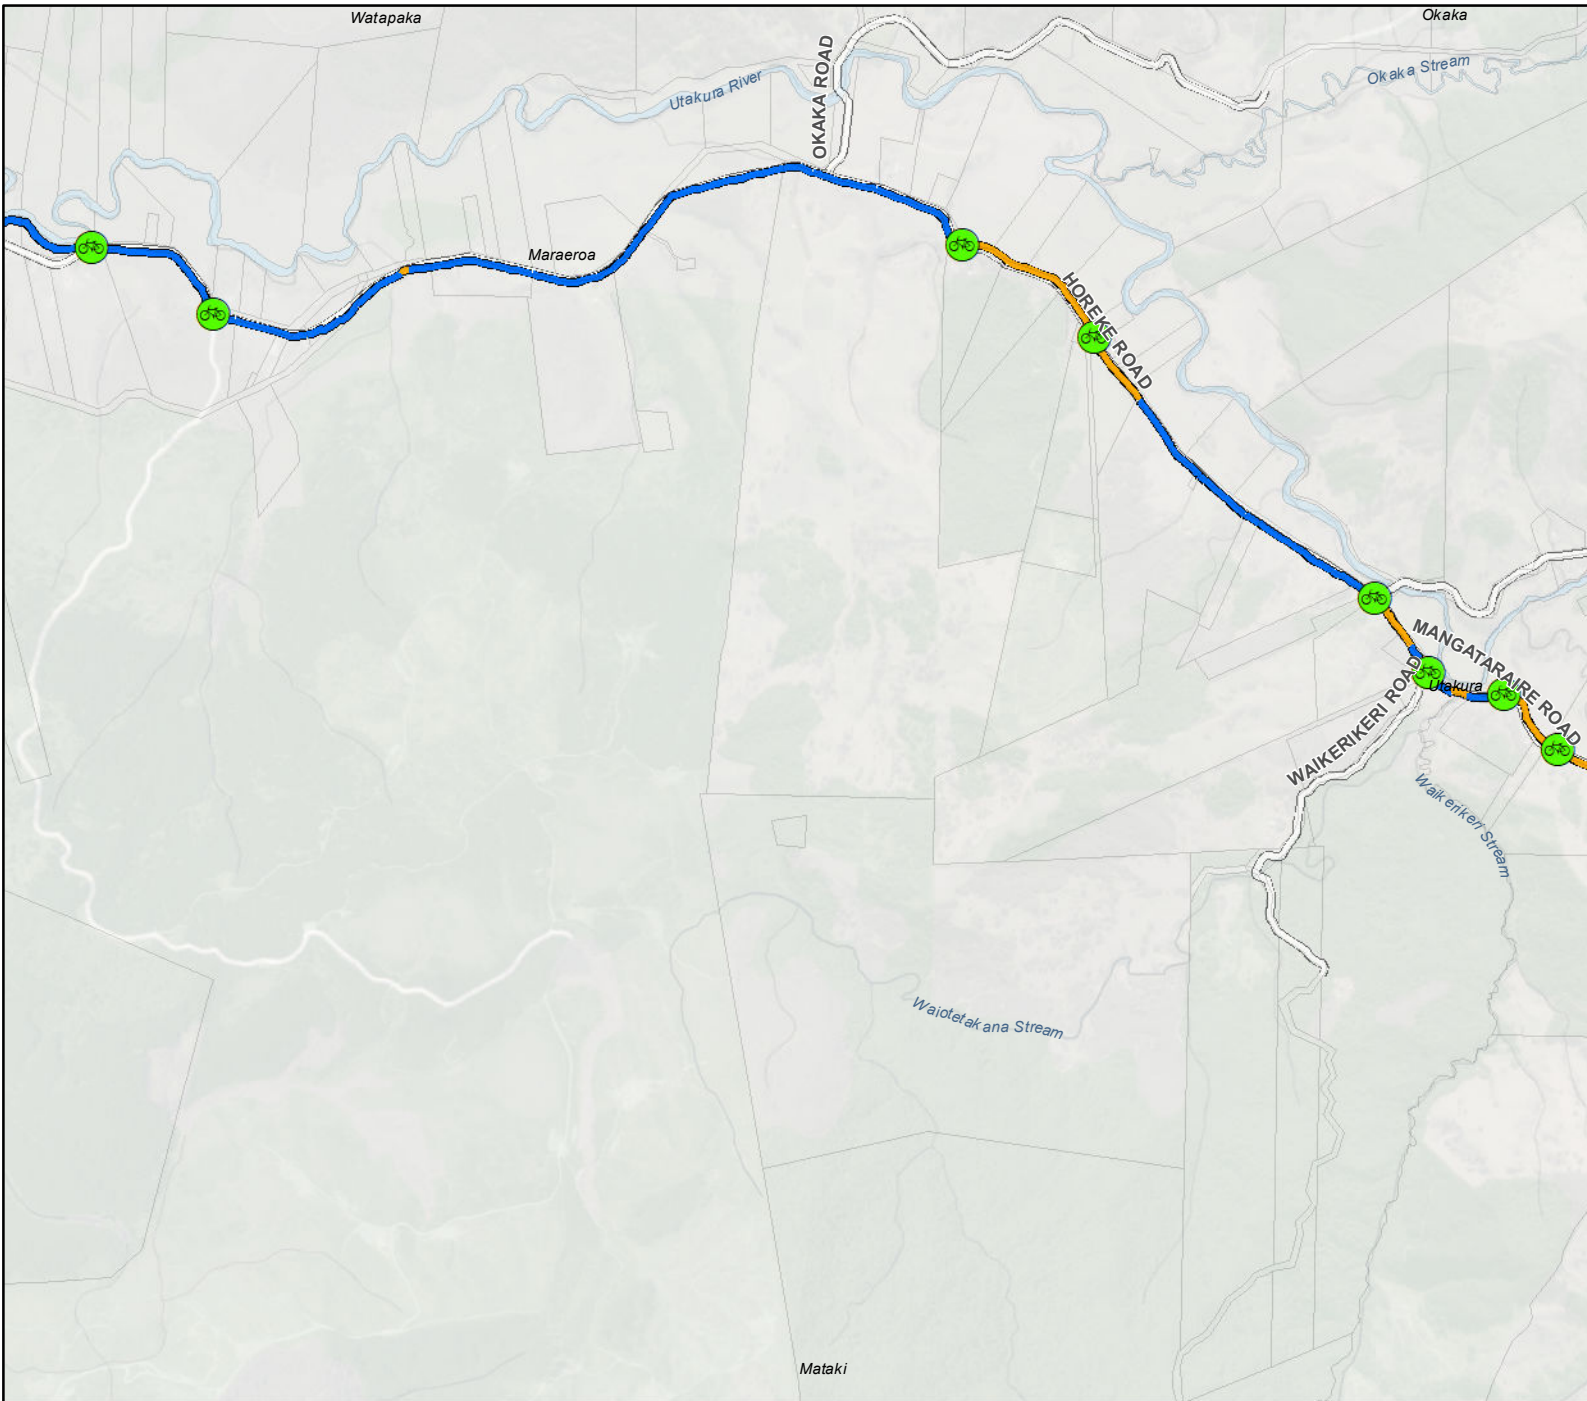 Watapaka
Okaka
OKAKA ROAD
Utakura River
Okaka Stream
Maraeroa
HOREKE ROAD
MANGATARAIRE ROAD
WAIKERIKERI ROAD
Utakura
Waikerikeri Stream
Waiotetakana Stream
Mataki